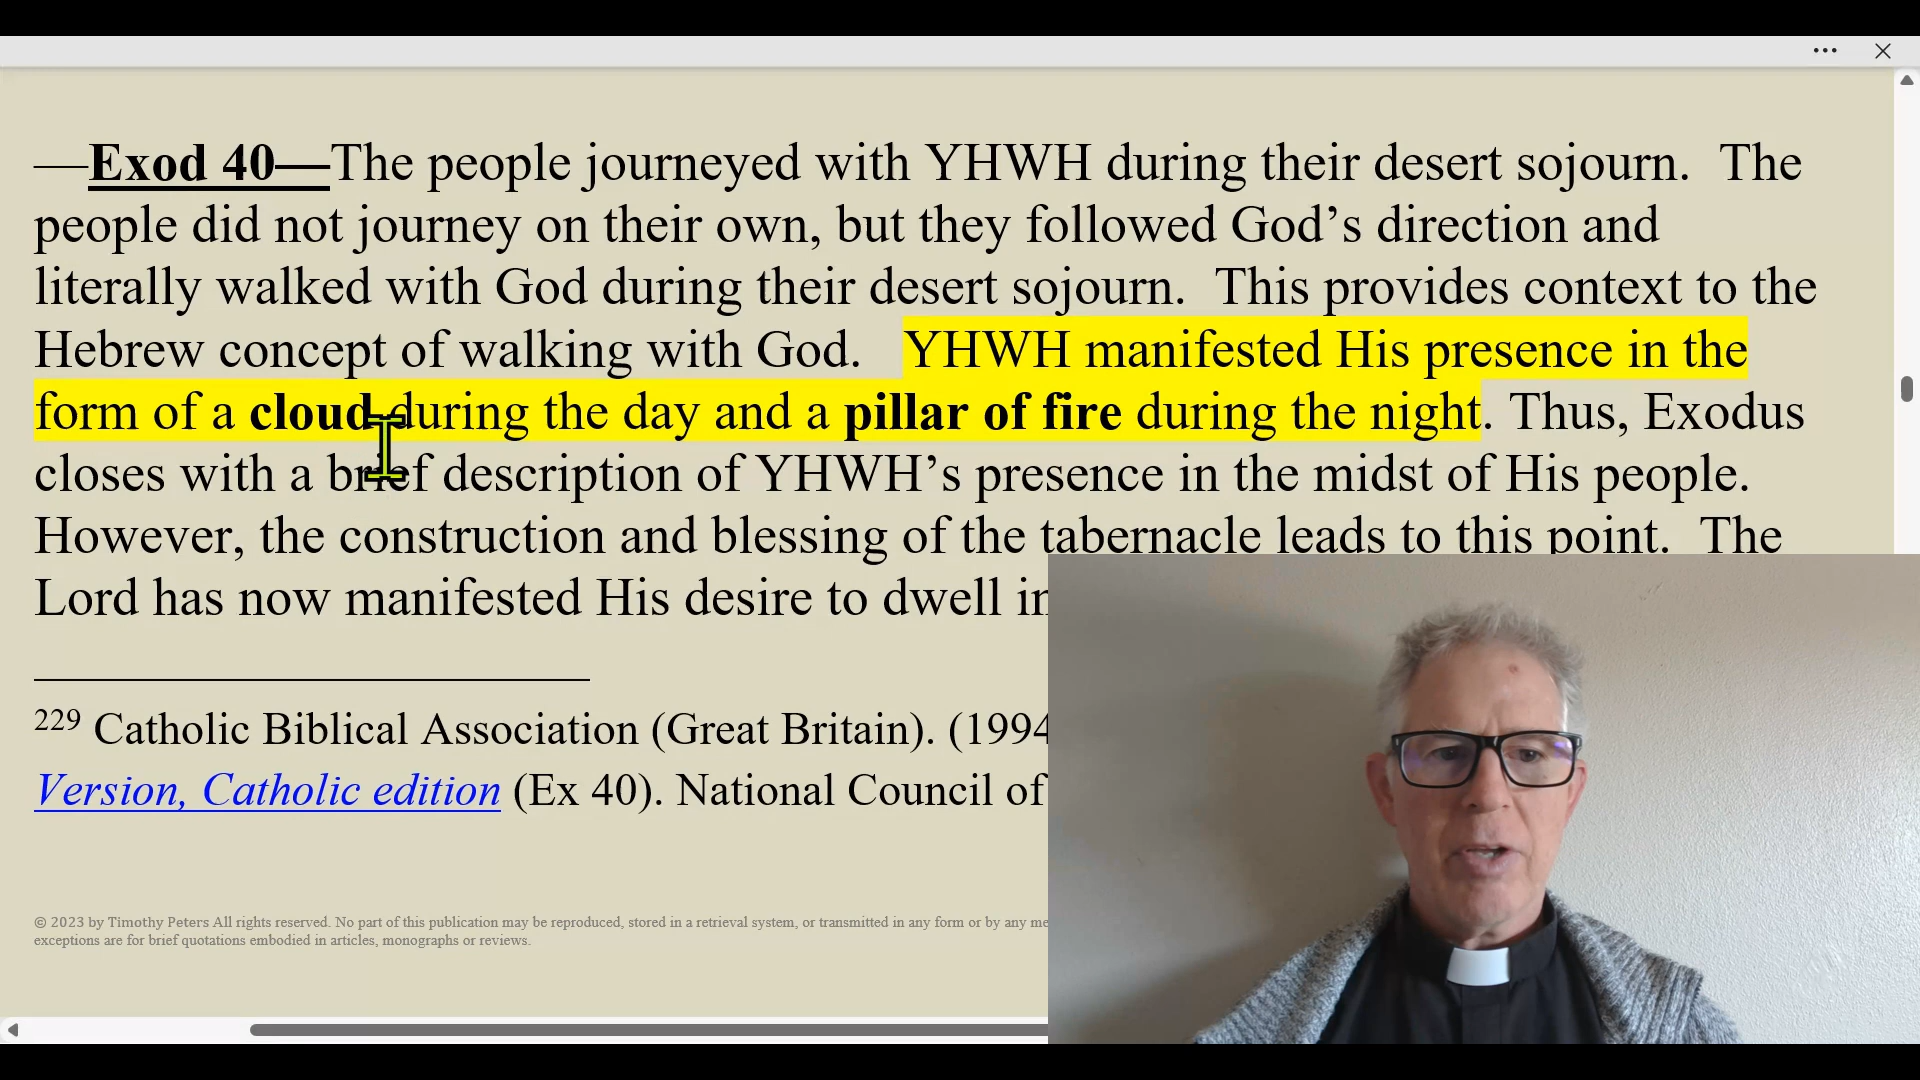 —Exod 40—The people journeyed with YHWH during their desert sojourn. The
people did not journey on their own, but they followed God’s direction and
literally walked with God during their desert sojourn. This provides context to the
Hebrew concept of walking with God. YHWH manifested His presence in the
form of a cloud during the day and a pillar of fire during the night. Thus, Exodus
closes with a brief description of YHWH’s presence in the midst of His people.
However, the construction and blessing of the tabernacle leads to this point. The
Lord has now manifested His desire to dwell in
229 Catholic Biblical Association (Great Britain). (1994
Version, Catholic edition (Ex 40). National Council of
© 2023 by Timothy Peters All rights reserved. No part of this publication may be reproduced, stored in a retrieval system, or transmitted in any form or by any me
exceptions are for brief quotations embodied in articles, monographs or reviews.